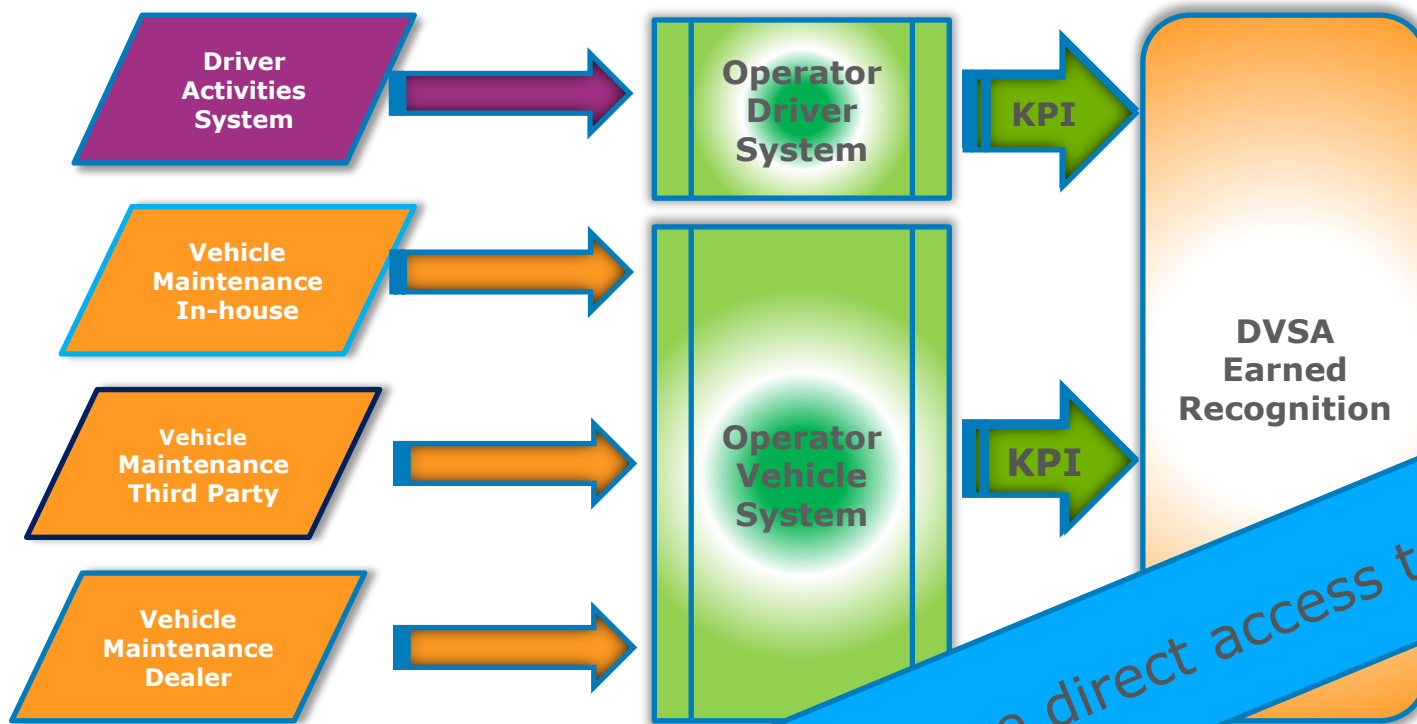 Driver
Activities
System
Operator
Driver
System
KPI
Vehicle
Maintenance
In-house
Vehicle
Maintenance
Third Party
Operator
Vehicle
System
KPI
DVSA
Earned
Recognition
Vehicle
Maintenance
Dealer
direct access